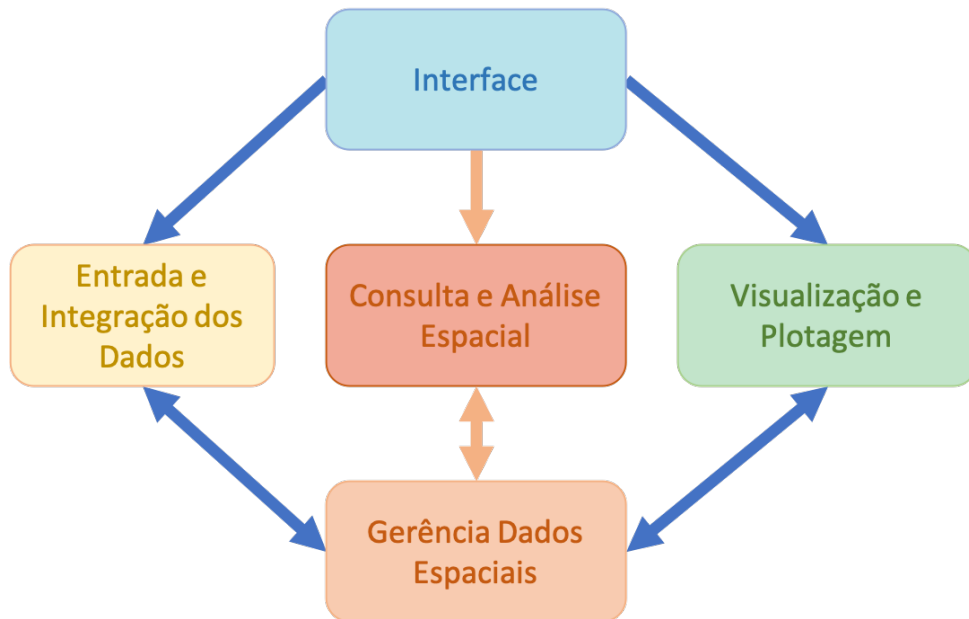 Interface
Entrada e
Integração dos
Dados
Consulta e Análise
Espacial
Visualização e
Plotagem
Gerência Dados
Espaciais